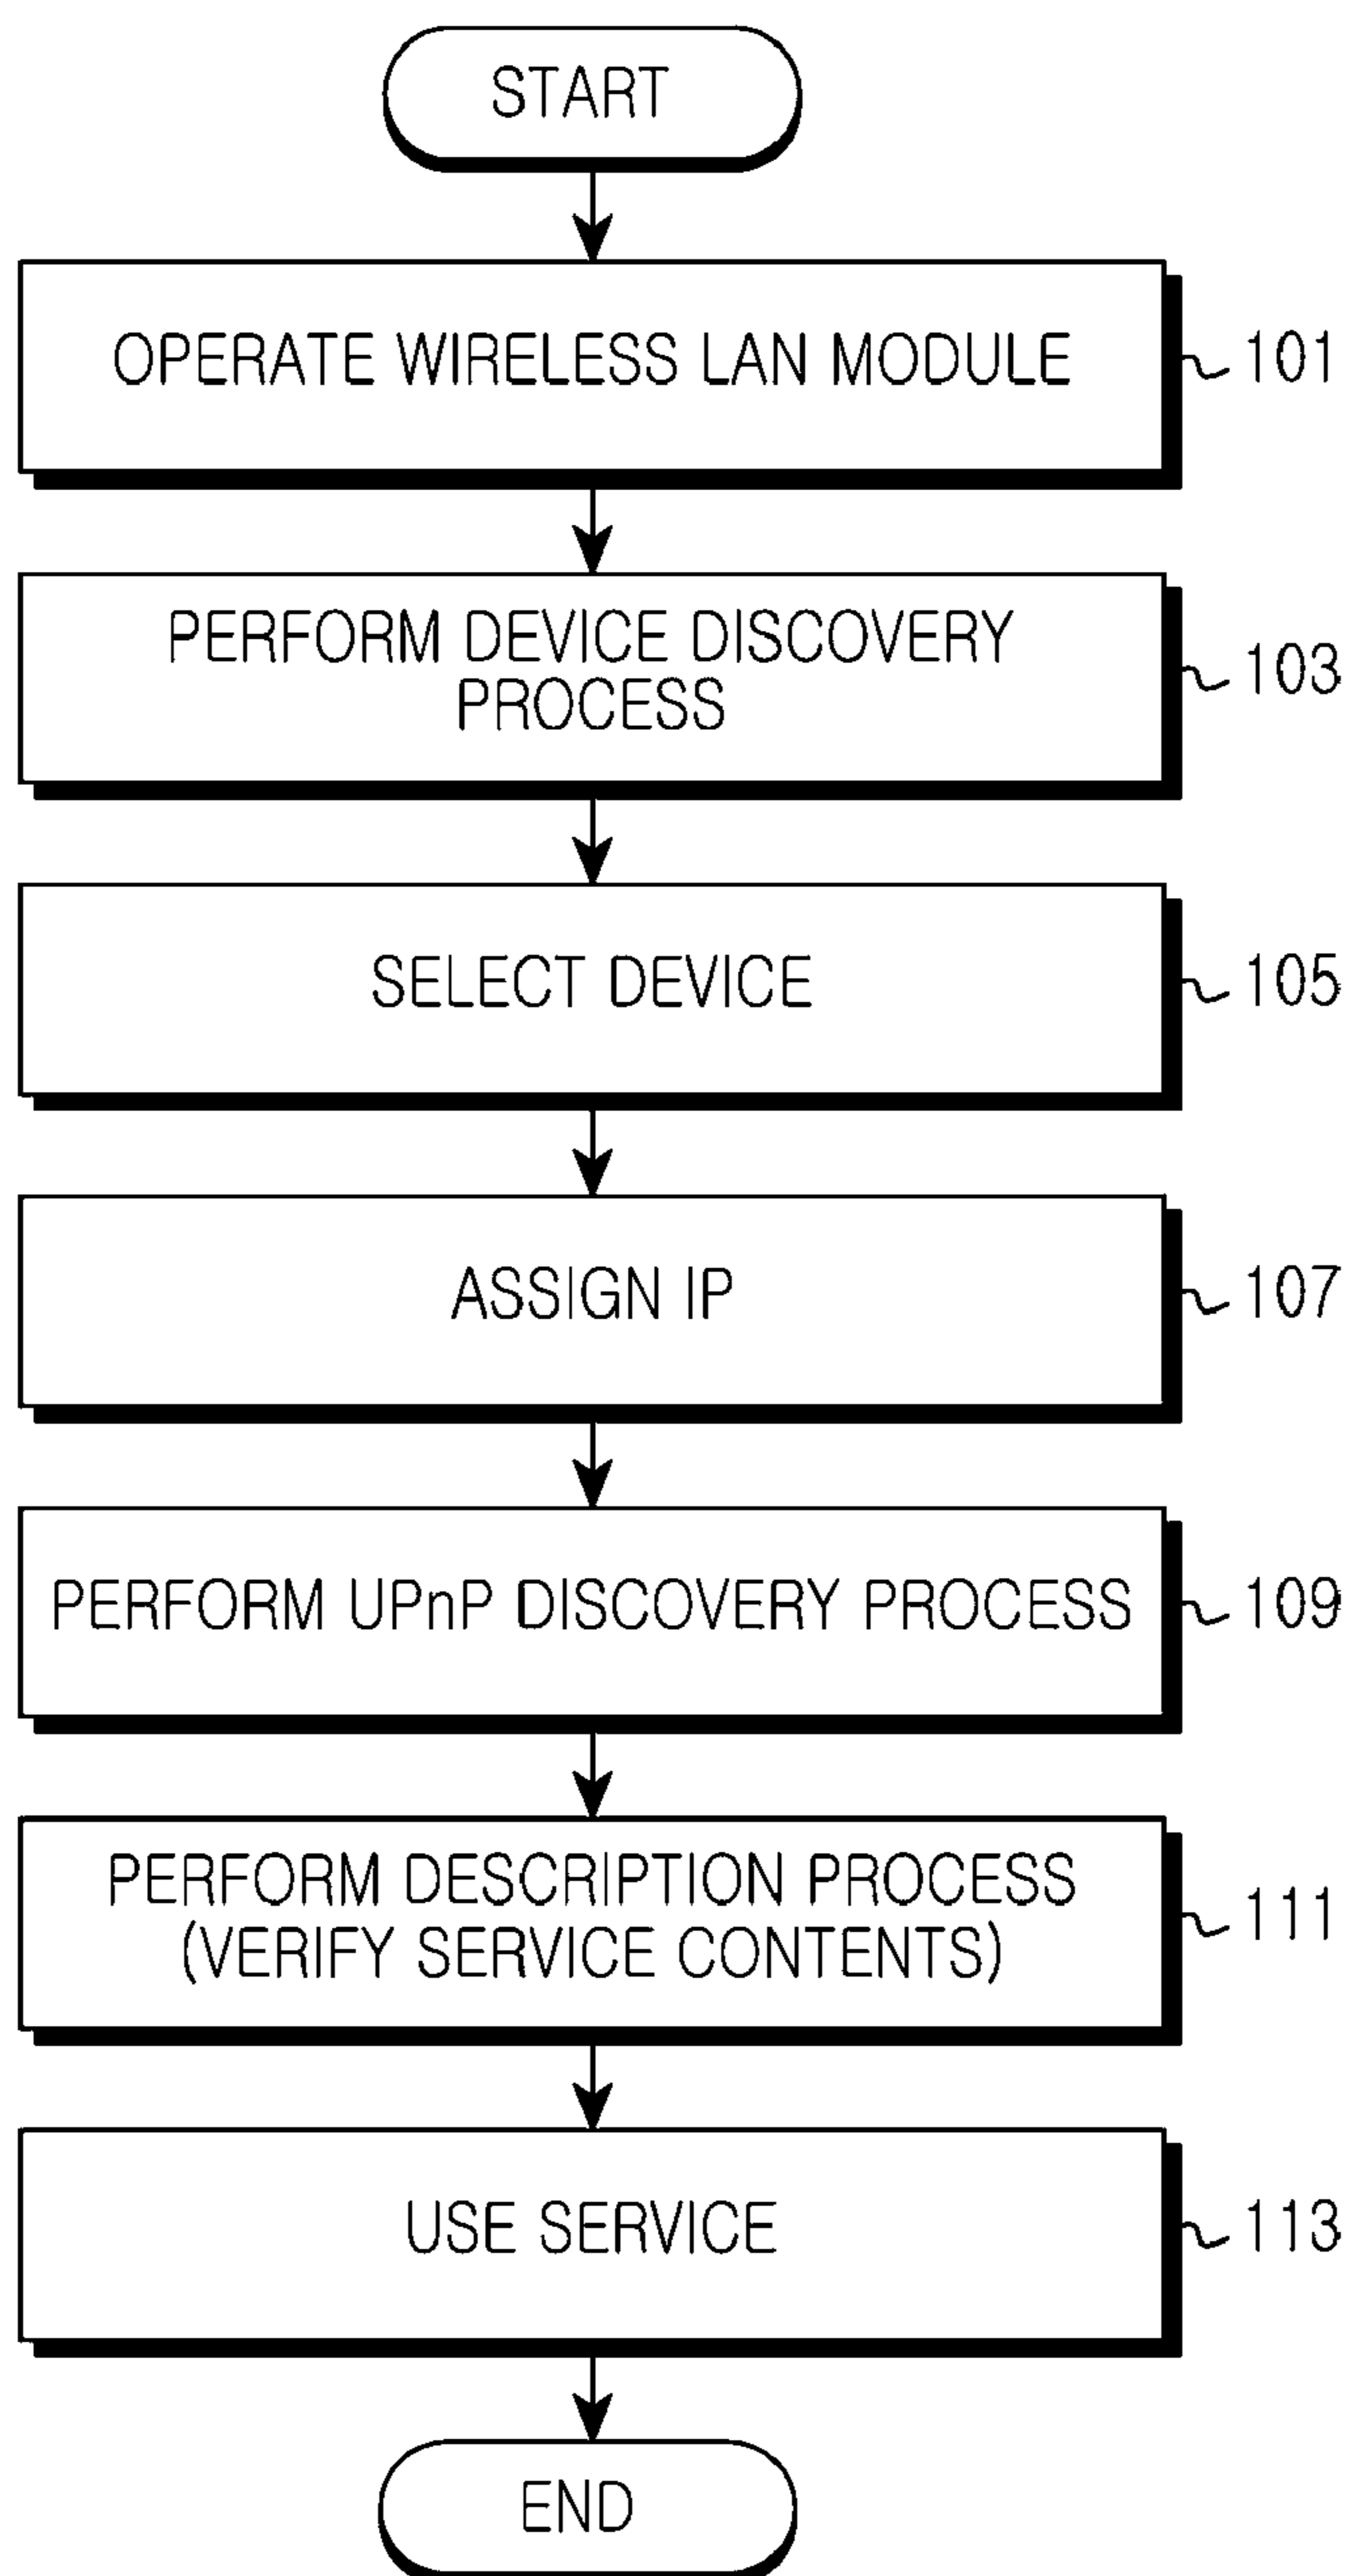 START
OPERATE WIRELESS LAN MODULE
101
PERFORM DEVICE DISCOVERY
PROCESS
103
SELECT DEVICE
105
ASSIGN IP
107
PERFORM UPnP DISCOVERY PROCESS
109
PERFORM DESCRIPTION PROCESS
(VERIFY SERVICE CONTENTS)
111
USE SERVICE
113
END